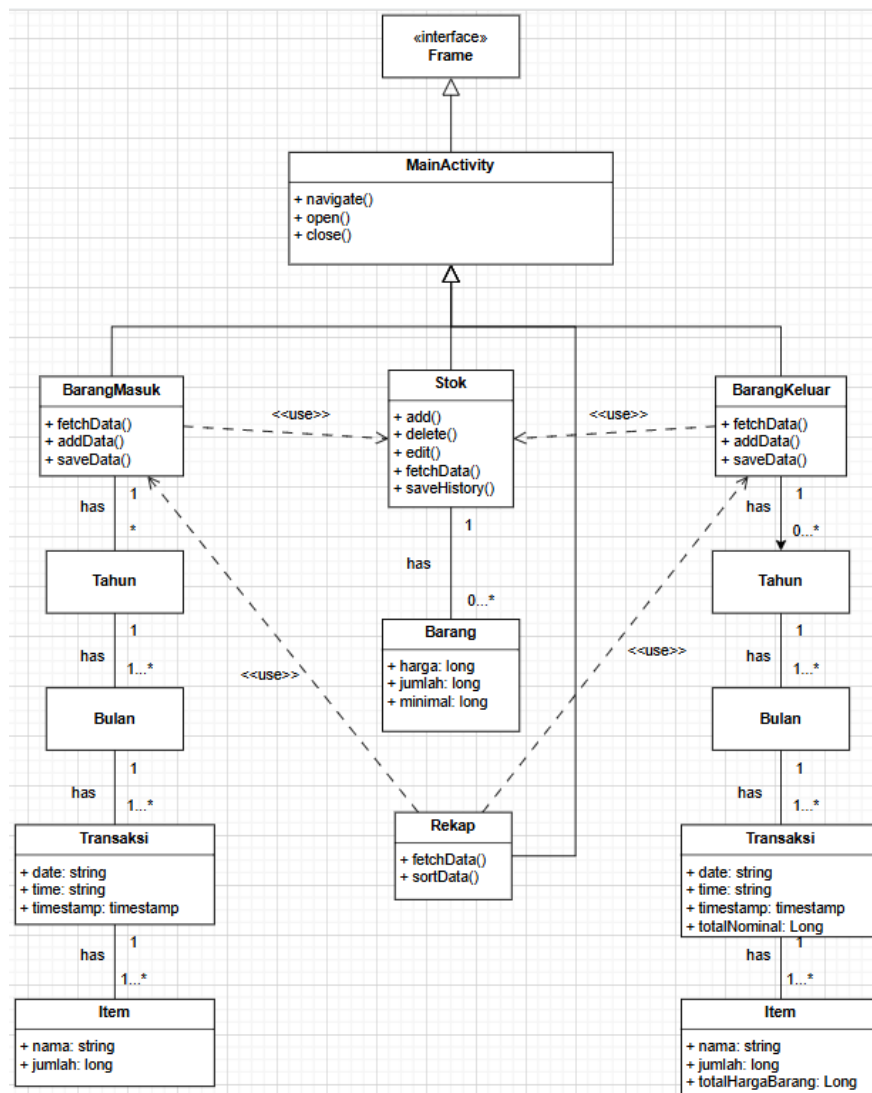 «interface»
Frame
MainActivity
+ navigate()
+ open()
+ close()
BarangMasuk
+ fetchData()
+ addData()
+ saveData()
<<use>>
Stok
+ add()
+ delete()
+ edit()
+ fetchData()
+ saveHistory()
<<use>>
BarangKeluar
+ fetchData()
+ addData()
+ saveData()
has
1
*
has
1
0...*
has
1
0...*
Tahun
Barang
+ harga: long
+ jumlah: long
+ minimal: long
Tahun
has
1
1...*
<<use>>
<<use>>
has
1
1...*
Bulan
Bulan
has
1
1...*
has
1
1...*
Transaksi
+ date: string
+ time: string
+ timestamp: timestamp
Rekap
+ fetchData()
+ sortData()
Transaksi
+ date: string
+ time: string
+ timestamp: timestamp
+ totalNominal: Long
has
1
1...*
has
1
1...*
Item
+ nama: string
+ jumlah: long
Item
+ nama: string
+ jumlah: long
+ totalHargaBarang: Long